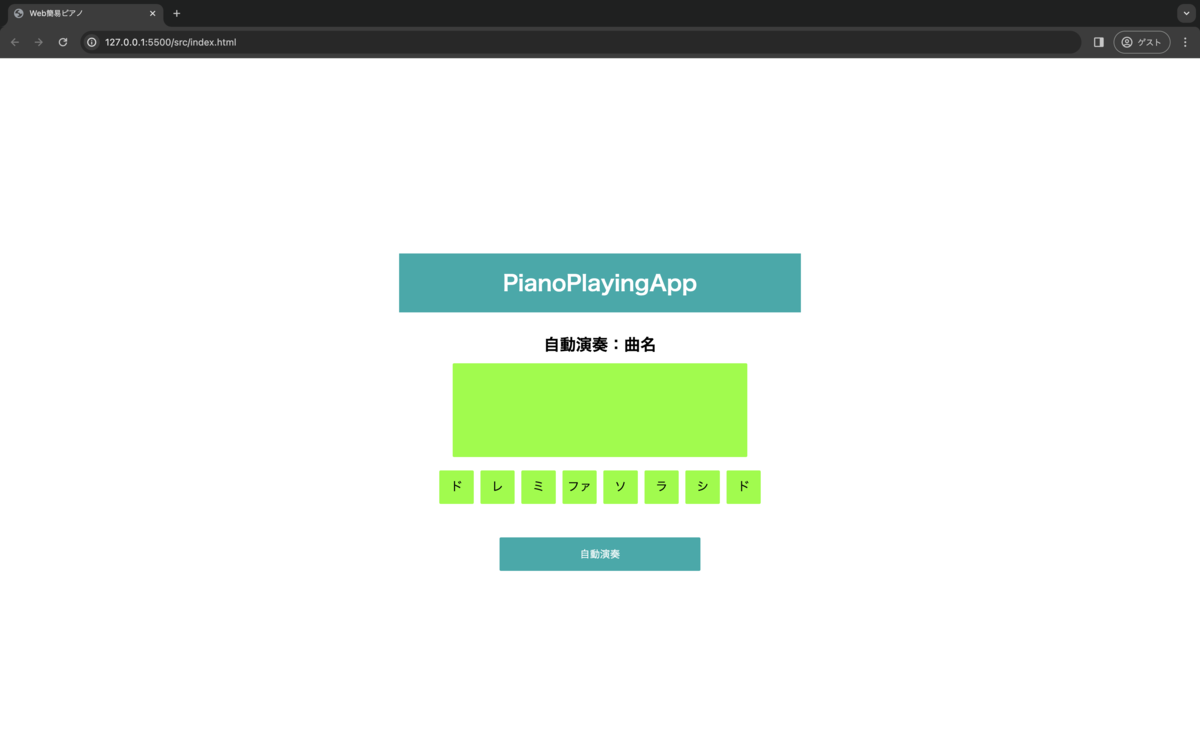 Web簡易ピアノ
127.0.0.1:5500/src/index.html
ゲスト
PianoPlayingApp
自動演奏：曲名
ド レ ミ ファ ソ ラ シ ド
自動演奏